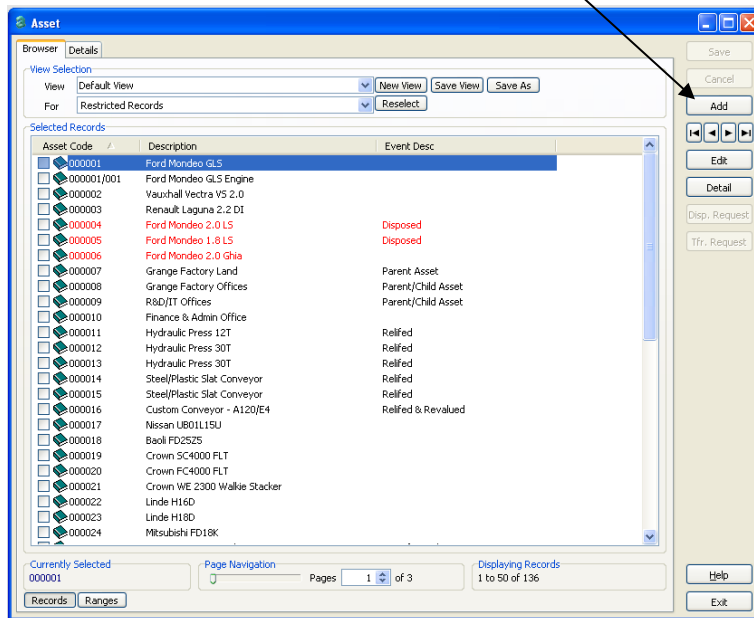 Asset
Browser Details
Save
View Selection
View Default View New View Save View Save As
Cancel
For Restricted Records Reselect
Add
Selected Records
Asset Code Description Event Desc
000001 Ford Mondeo GLS
Edit
000001/001 Ford Mondeo GLS Engine
000002 Vauxhall Vectra VS 2.0
Detail
000003 Renault Laguna 2.2 DI
000004 Ford Mondeo 2.0 LS Disposed
Disp. Request
000005 Ford Mondeo 1.8 LS Disposed
Tfr. Request
000006 Ford Mondeo 2.0 Ghia
000007 Grange Factory Land Parent Asset
000008 Grange Factory Offices Parent/Child Asset
000009 R&D/IT Offices Parent/Child Asset
000010 Finance & Admin Office
000011 Hydraulic Press 12T Relifed
000012 Hydraulic Press 30T Relifed
000013 Hydraulic Press 30T Relifed
000014 Steel/Plastic Slat Conveyor Relifed
000015 Steel/Plastic Slat Conveyor Relifed
000016 Custom Conveyor - A120/E4 Relifed & Revalued
000017 Nissan UB01L15U
000018 Baoli FD25Z5
000019 Crown SC4000 FLT
000020 Crown FC4000 FLT
000021 Crown WE 2300 Walkie Stacker
000022 Linde H16D
000023 Linde H18D
000024 Mitsubishi FD18K
Currently Selected Page Navigation Displaying Records
000001 Pages 1 of 3 1 to 50 of 136
Help
Records Ranges
Exit